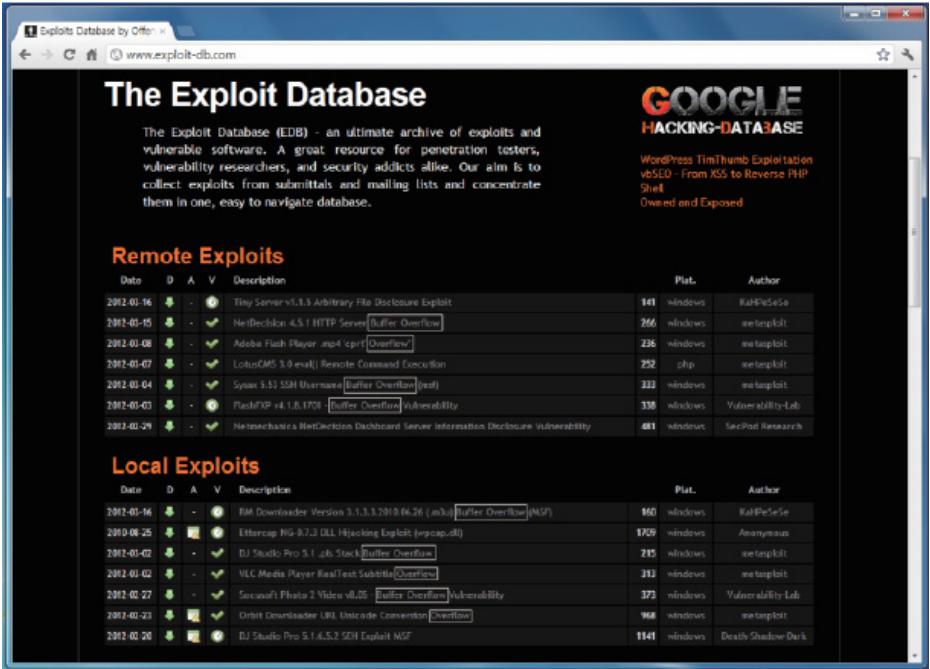 Exploits Database by Offen
www.exploit-db.com
The Exploit Database
The Exploit Database (EDB) - an ultimate archive of exploits and
vulnerable software. A great resource for penetration testers,
vulnerability researchers, and security addicts alike. Our aim is to
collect exploits from submittals and mailing lists and concentrate
them in one, easy to navigate database.
GOOGLE
HACKING-DATABASE
WordPress TimThumb Exploitation
vbSEO - From XSS to Reverse PHP
Shell
Owned and Exposed
Remote Exploits
Date D A V Description Plat. Author
2012-03-16 - Tiny Server v1.1.5 Arbitrary File Disclosure Exploit 141 windows KaHPeSeSe
2012-03-15 - NetDecision 4.5.1 HTTP Server Buffer Overflow 266 windows metasploit
2012-03-08 - Adobe Flash Player .mp4 'cprt' Overflow" 236 windows metasploit
2012-03-07 - LotusCMS 3.0 eval() Remote Command Execution 252 php metasploit
2012-03-04 - Sysax 5.53 SSH Username Buffer Overflow (msf) 333 windows metasploit
2012-03-03 - FlashFXP v4.1.8.1701 - Buffer Overflow Vulnerability 338 windows Vulnerability-Lab
2012-02-29 - Netmechanica NetDecision Dashboard Server Information Disclosure Vulnerability 481 windows SecPod Research
Local Exploits
Date D A V Description Plat. Author
2012-03-16 - RM Downloader Version 3.1.3.3.2010.06.26 (.m3u) Buffer Overflow (MSF) 160 windows KaHPeSeSe
2010-08-25 Ettercap NG-0.7.3 DLL Hijacking Exploit (wpcap.dll) 1709 windows Anonymous
2012-03-02 - DJ Studio Pro 5.1 .pls Stack Buffer Overflow 215 windows metasploit
2012-03-02 - VLC Media Player RealText Subtitle Overflow 313 windows metasploit
2012-02-27 - Socusoft Photo 2 Video v8.05 - Buffer Overflow Vulnerability 373 windows Vulnerability-Lab
2012-02-23 Orbit Downloader URL Unicode Conversion Overflow 968 windows metasploit
2012-02-20 DJ Studio Pro 5.1.6.5.2 SEH Exploit MSF 1141 windows Death-Shadow-Dark